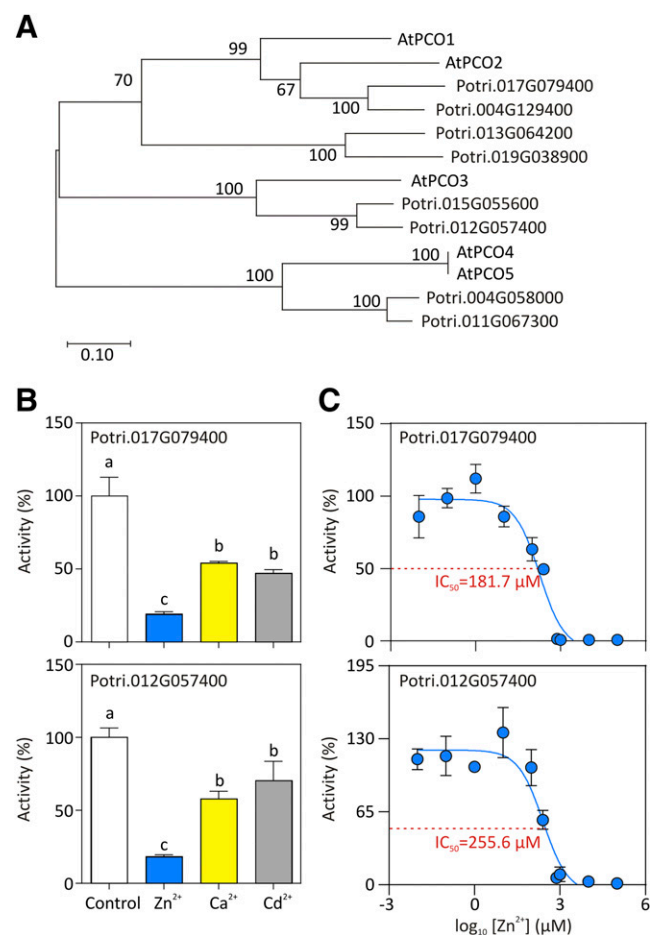 A
99
AtPCO1
70
AtPCO2
67
Potri.017G079400
100
Potri.004G129400
Potri.013G064200
100
Potri.019G038900
100
AtPCO3
Potri.015G055600
99
Potri.012G057400
100
AtPCO4
AtPCO5
100
Potri.004G058000
100
Potri.011G067300
0.10
B
150
Potri.017G079400
a
100
Activity (%)
b
b
50
c
0
150
Potri.012G057400
a
100
Activity (%)
b
b
50
c
0
Control Zn²⁺ Ca²⁺ Cd²⁺
C
150
Potri.017G079400
100
Activity (%)
50
IC₅₀=181.7 µM
0
195
Potri.012G057400
130
Activity (%)
65
IC₅₀=255.6 µM
0
-3 0 3 6
log₁₀ [Zn²⁺] (µM)